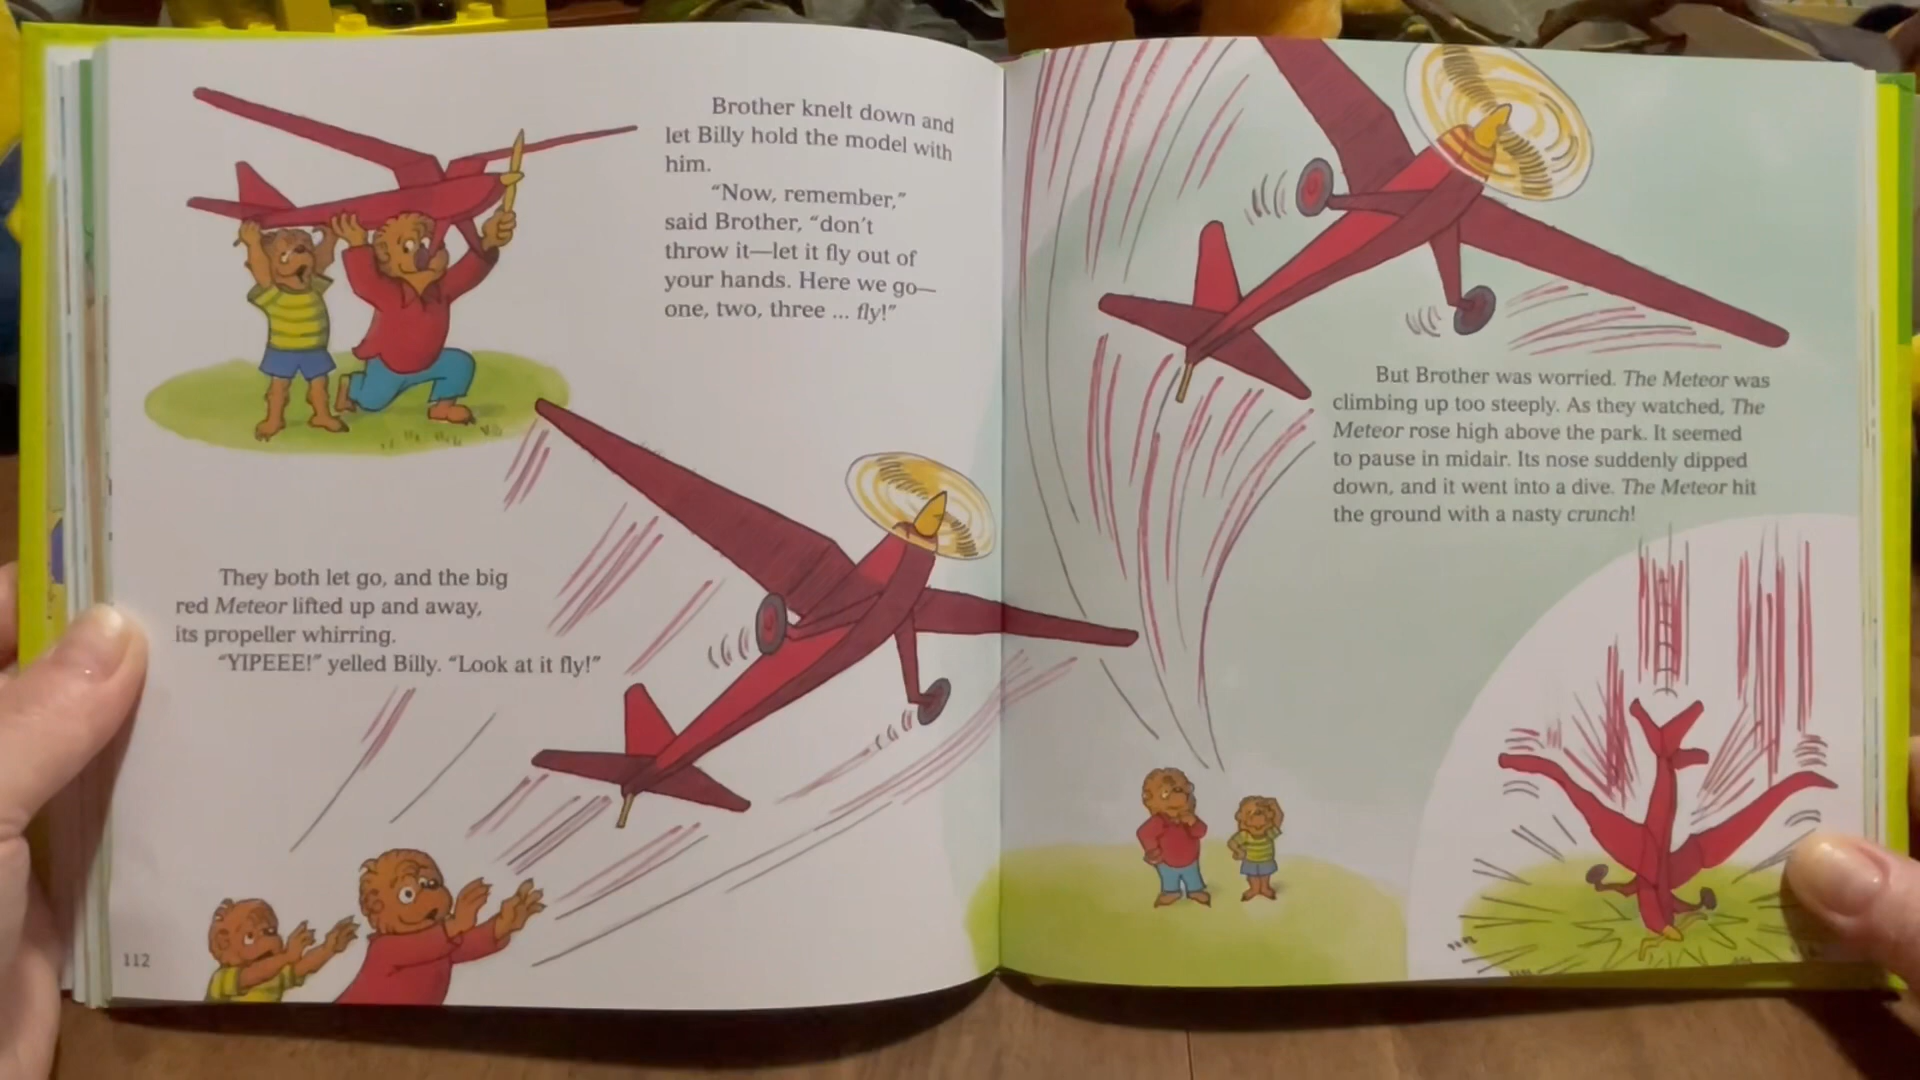 Brother knelt down and
let Billy hold the model with
him.
“Now, remember,”
said Brother, “don’t
throw it—let it fly out of
your hands. Here we go—
one, two, three ... fly!”
They both let go, and the big
red Meteor lifted up and away,
its propeller whirring.
“YIPEEE!” yelled Billy. “Look at it fly!”
112
But Brother was worried. The Meteor was
climbing up too steeply. As they watched, The
Meteor rose high above the park. It seemed
to pause in midair. Its nose suddenly dipped
down, and it went into a dive. The Meteor hit
the ground with a nasty crunch!